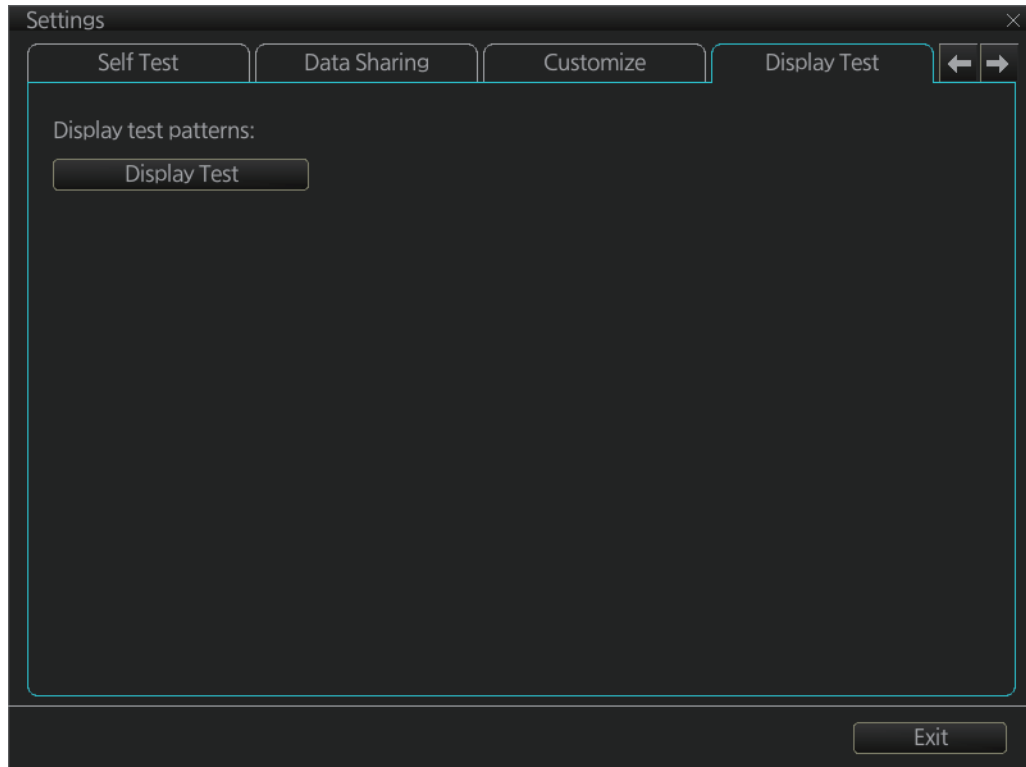 Settings
Self Test Data Sharing Customize Display Test
Display test patterns:
Display Test
Exit